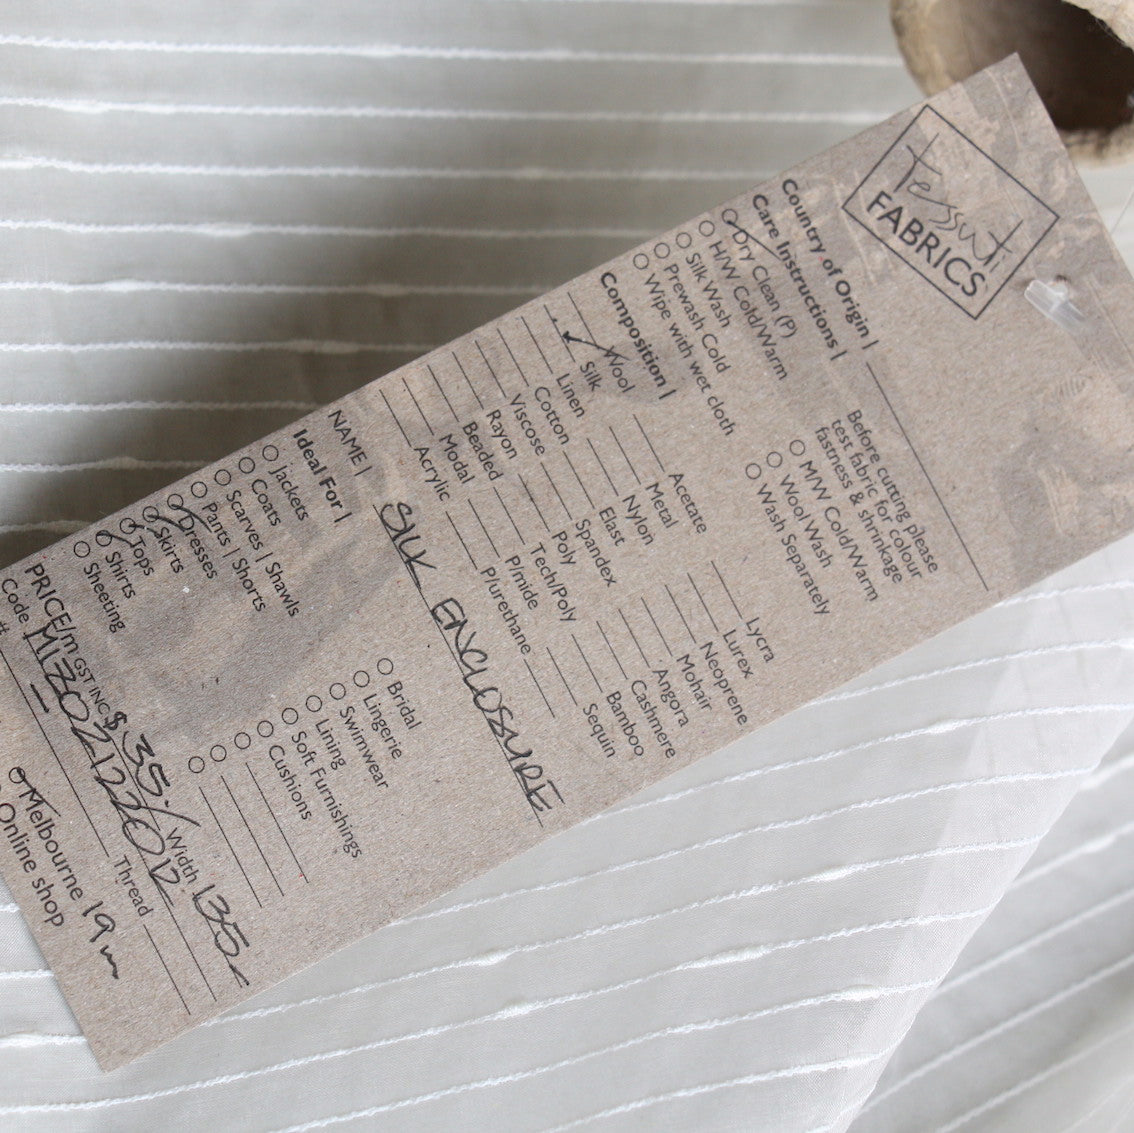 Tessuti
FABRICS
Country of Origin |
Care Instructions |
Dry Clean (P)
H/W Cold/Warm
Silk Wash
Prewash Cold
Wipe with wet cloth
Before cutting please
test fabric for colour
fastness & shrinkage
M/W Cold/Warm
Wool Wash
Wash Separately
Composition |
Wool
Silk
Linen
Cotton
Viscose
Rayon
Beaded
Modal
Acrylic
Acetate
Metal
Nylon
Elast
Spandex
Poly
Tech/Poly
P/mide
P/urethane
Lycra
Lurex
Neoprene
Mohair
Angora
Cashmere
Bamboo
Sequin
NAME | SILK ENCLOSURE
Ideal For |
Jackets
Coats
Scarves | Shawls
Pants | Shorts
Dresses
Skirts
Tops
Shirts
Sheeting
Bridal
Lingerie
Swimwear
Lining
Soft Furnishings
Cushions
PRICE/m GST INC $ 35./ Width 135
Code MIZZ02122012
Thread
Melbourne 19m
Online shop